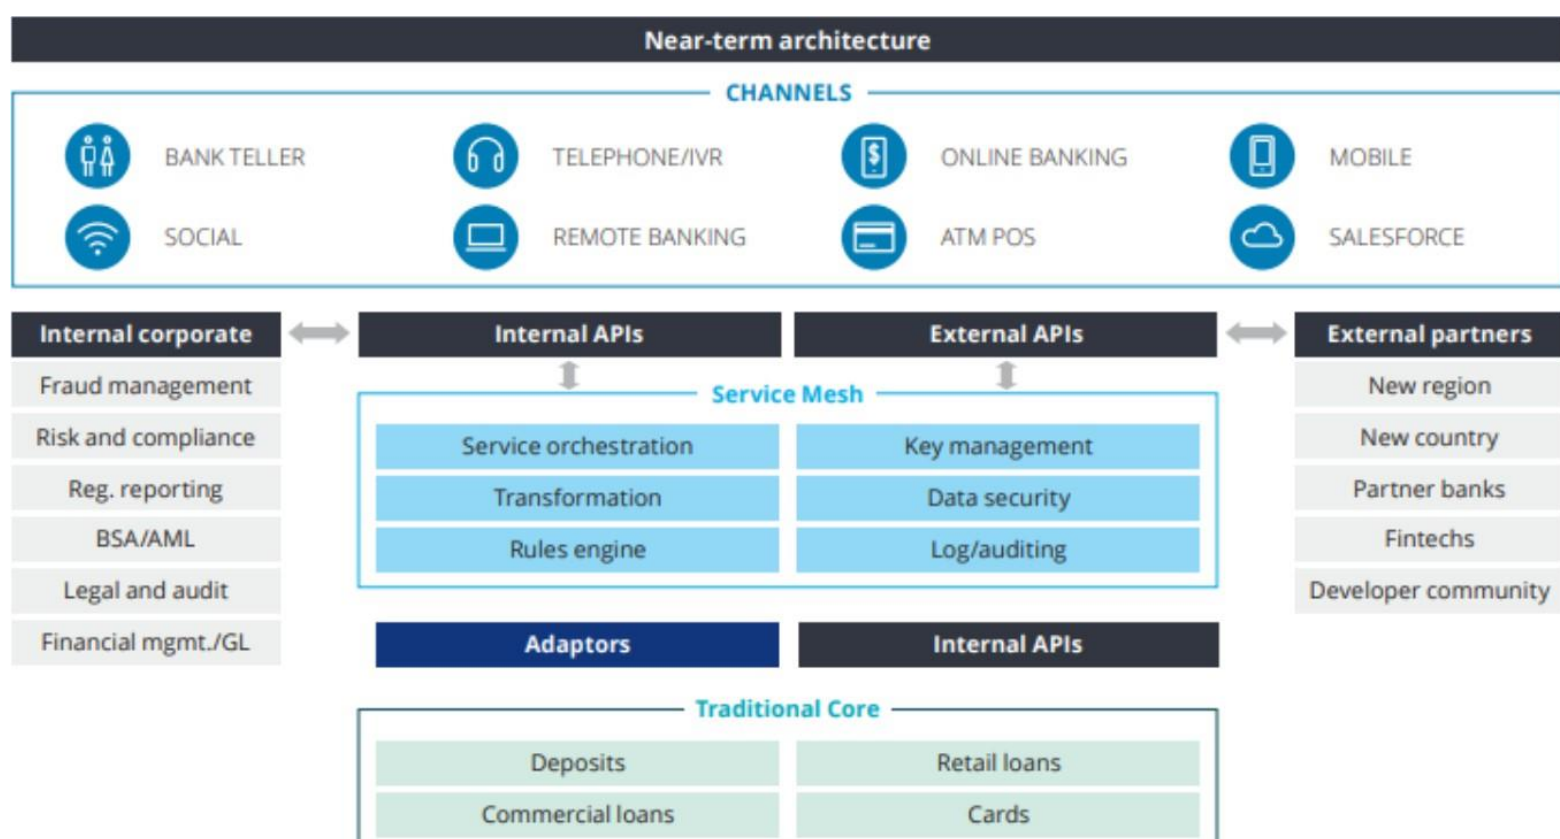 Near-term architecture
CHANNELS
BANK TELLER
TELEPHONE/IVR
ONLINE BANKING
MOBILE
SOCIAL
REMOTE BANKING
ATM POS
SALESFORCE
Internal corporate
Fraud management
Risk and compliance
Reg. reporting
BSA/AML
Legal and audit
Financial mgmt./GL
Internal APIs
External APIs
Service Mesh
Service orchestration
Key management
Transformation
Data security
Rules engine
Log/auditing
Adaptors
Internal APIs
Traditional Core
Deposits
Retail loans
Commercial loans
Cards
External partners
New region
New country
Partner banks
Fintechs
Developer community